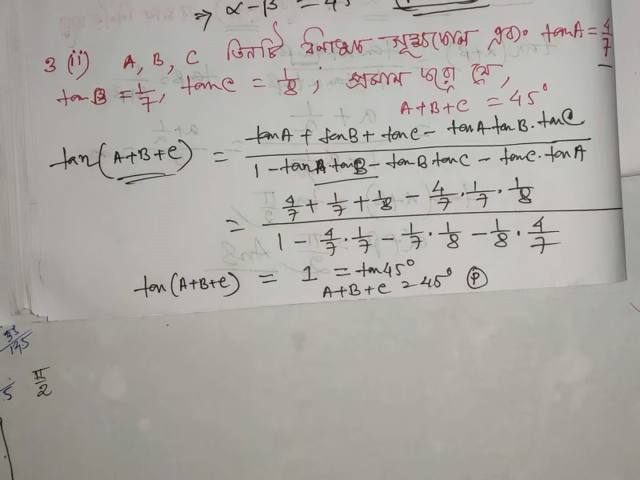 ⇒ α - β = 45°
3 (ii) A, B, C তিনটি ধনাত্মক সূক্ষ্মকোণ এবং tanA = 4/7
tanB = 1/7, tanC = 1/8; প্রমাণ করো যে,
A+B+C = 45°
tan(A+B+C) = (tanA + tanB + tanC - tanA·tanB·tanC)/(1 - tanA tanB - tanB tanC - tanC·tanA)
= (4/7 + 1/7 + 1/8 - 4/7 · 1/7 · 1/8)/(1 - 4/7 · 1/7 - 1/7 · 1/8 - 1/8 · 4/7)
tan(A+B+C) = 1 = tan45°
A+B+C = 45° Ⓟ
π/2